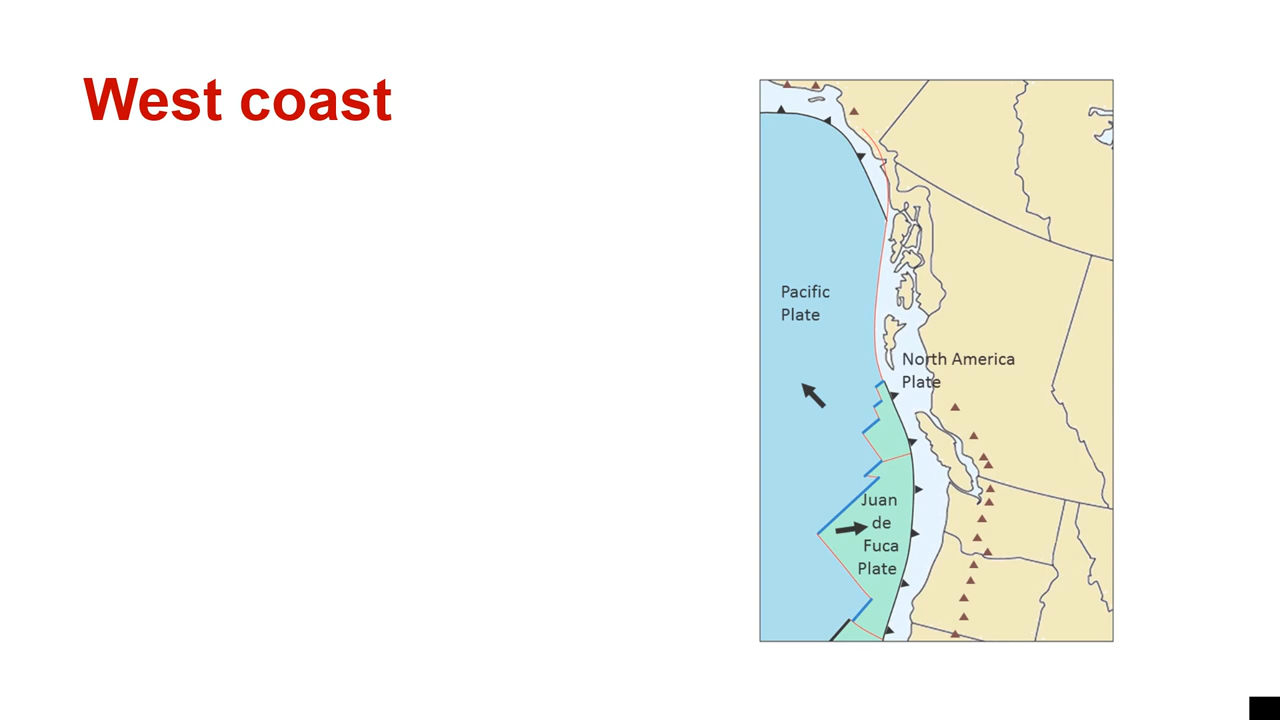 West coast
Pacific
Plate
North America
Plate
Juan
de
Fuca
Plate